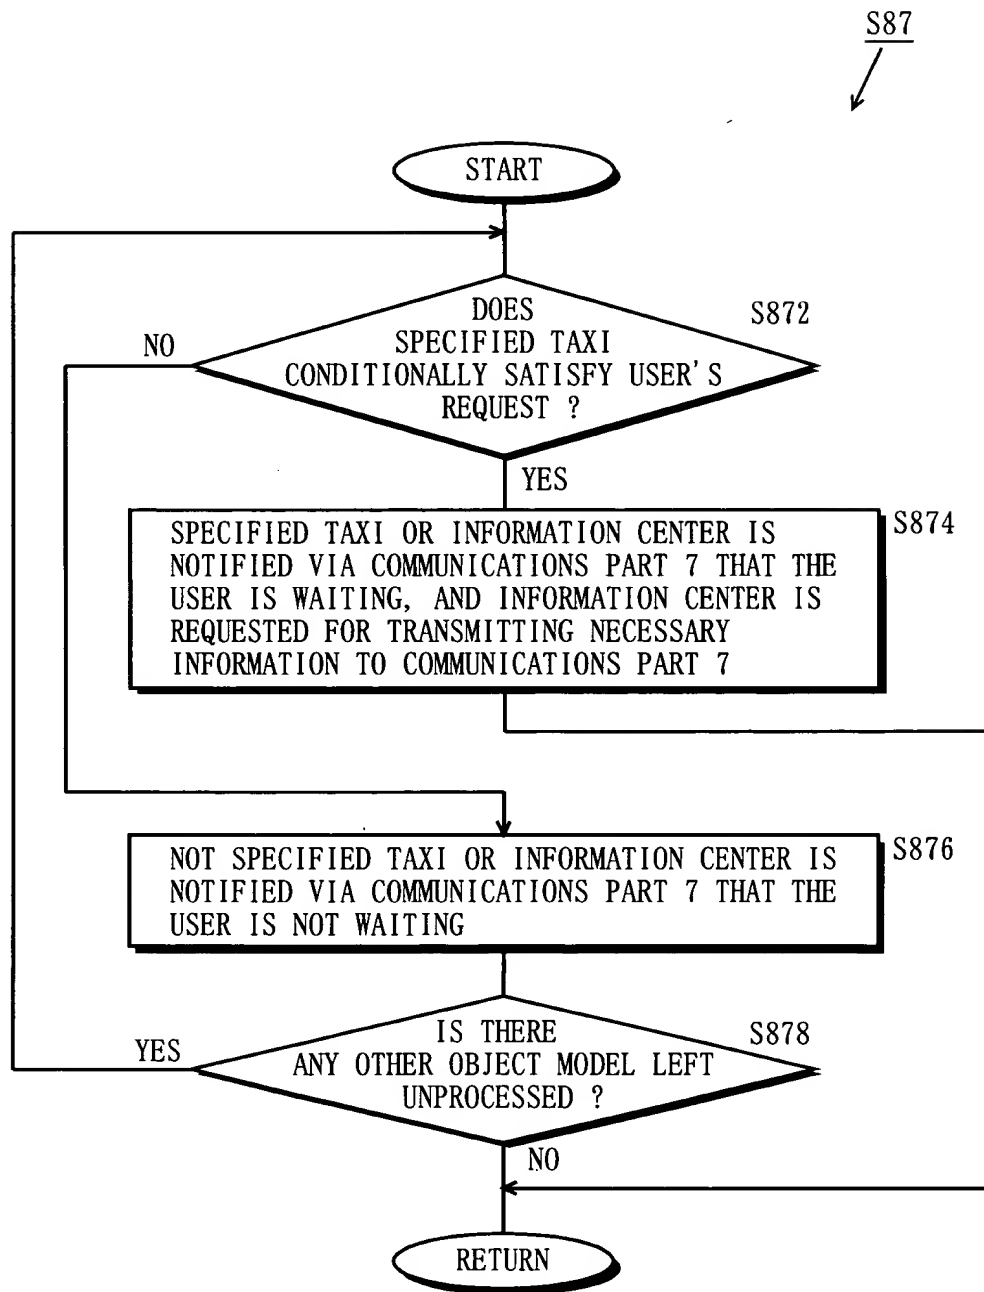 S87
START
DOES
SPECIFIED TAXI
CONDITIONALLY SATISFY USER'S
REQUEST ?
S872
NO
YES
SPECIFIED TAXI OR INFORMATION CENTER IS
NOTIFIED VIA COMMUNICATIONS PART 7 THAT THE
USER IS WAITING, AND INFORMATION CENTER IS
REQUESTED FOR TRANSMITTING NECESSARY
INFORMATION TO COMMUNICATIONS PART 7
S874
NOT SPECIFIED TAXI OR INFORMATION CENTER IS
NOTIFIED VIA COMMUNICATIONS PART 7 THAT THE
USER IS NOT WAITING
S876
IS THERE
ANY OTHER OBJECT MODEL LEFT
UNPROCESSED ?
S878
YES
NO
RETURN